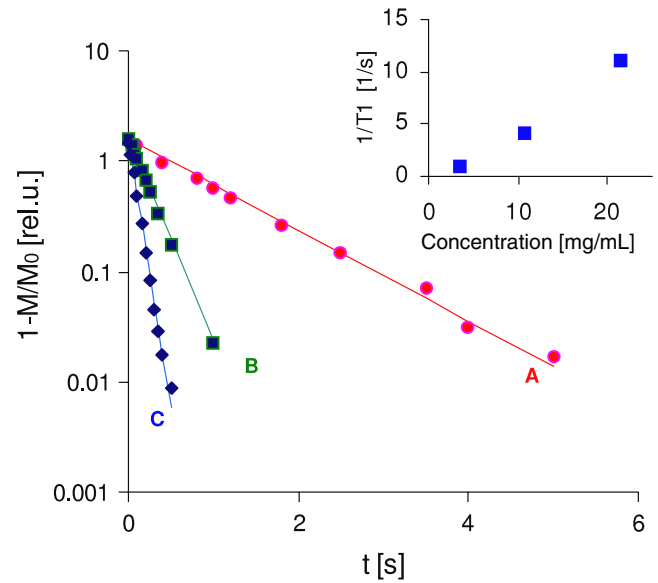 10
1
0.1
0.01
0.001
1-M/M0 [rel.u.]
0 2 4 6
t [s]
A
B
C
15
10
5
0
1/T1 [1/s]
0 10 20
Concentration [mg/mL]